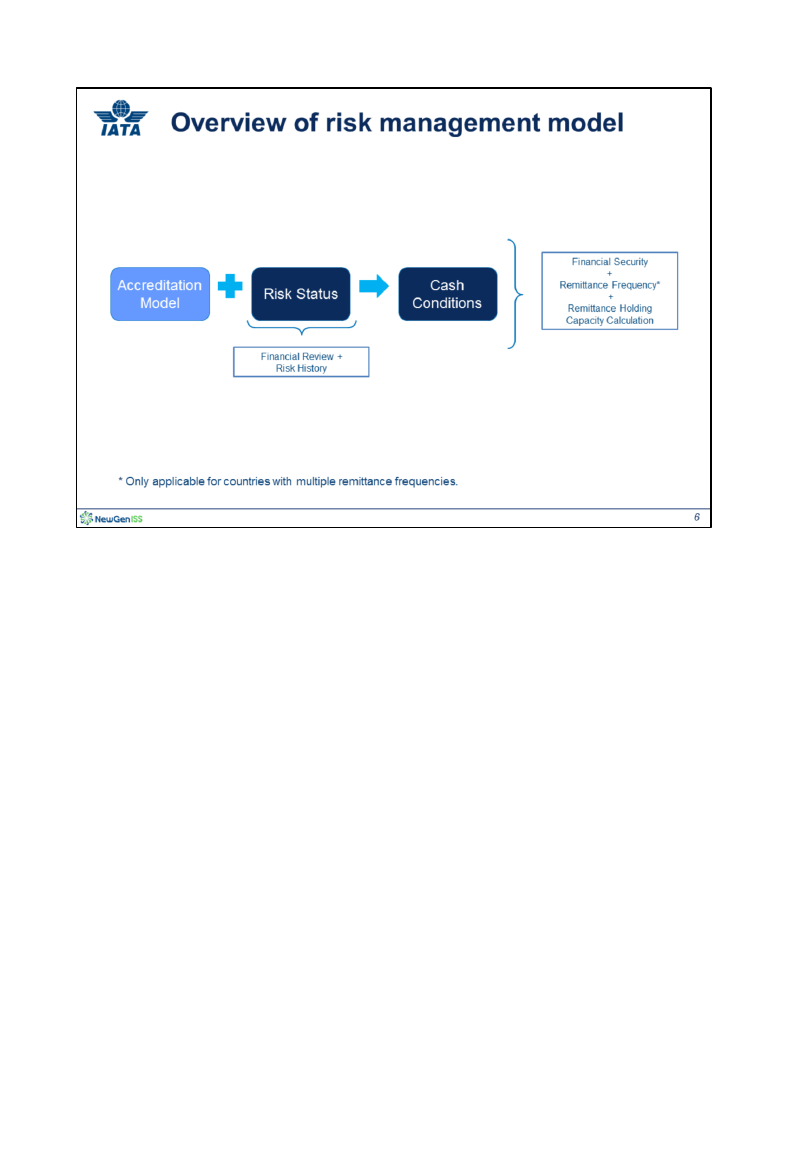 IATA
Overview of risk management model
Accreditation
Model
Risk Status
Cash
Conditions
Financial Security
+
Remittance Frequency*
+
Remittance Holding
Capacity Calculation
Financial Review +
Risk History
* Only applicable for countries with multiple remittance frequencies.
NewGenISS
6